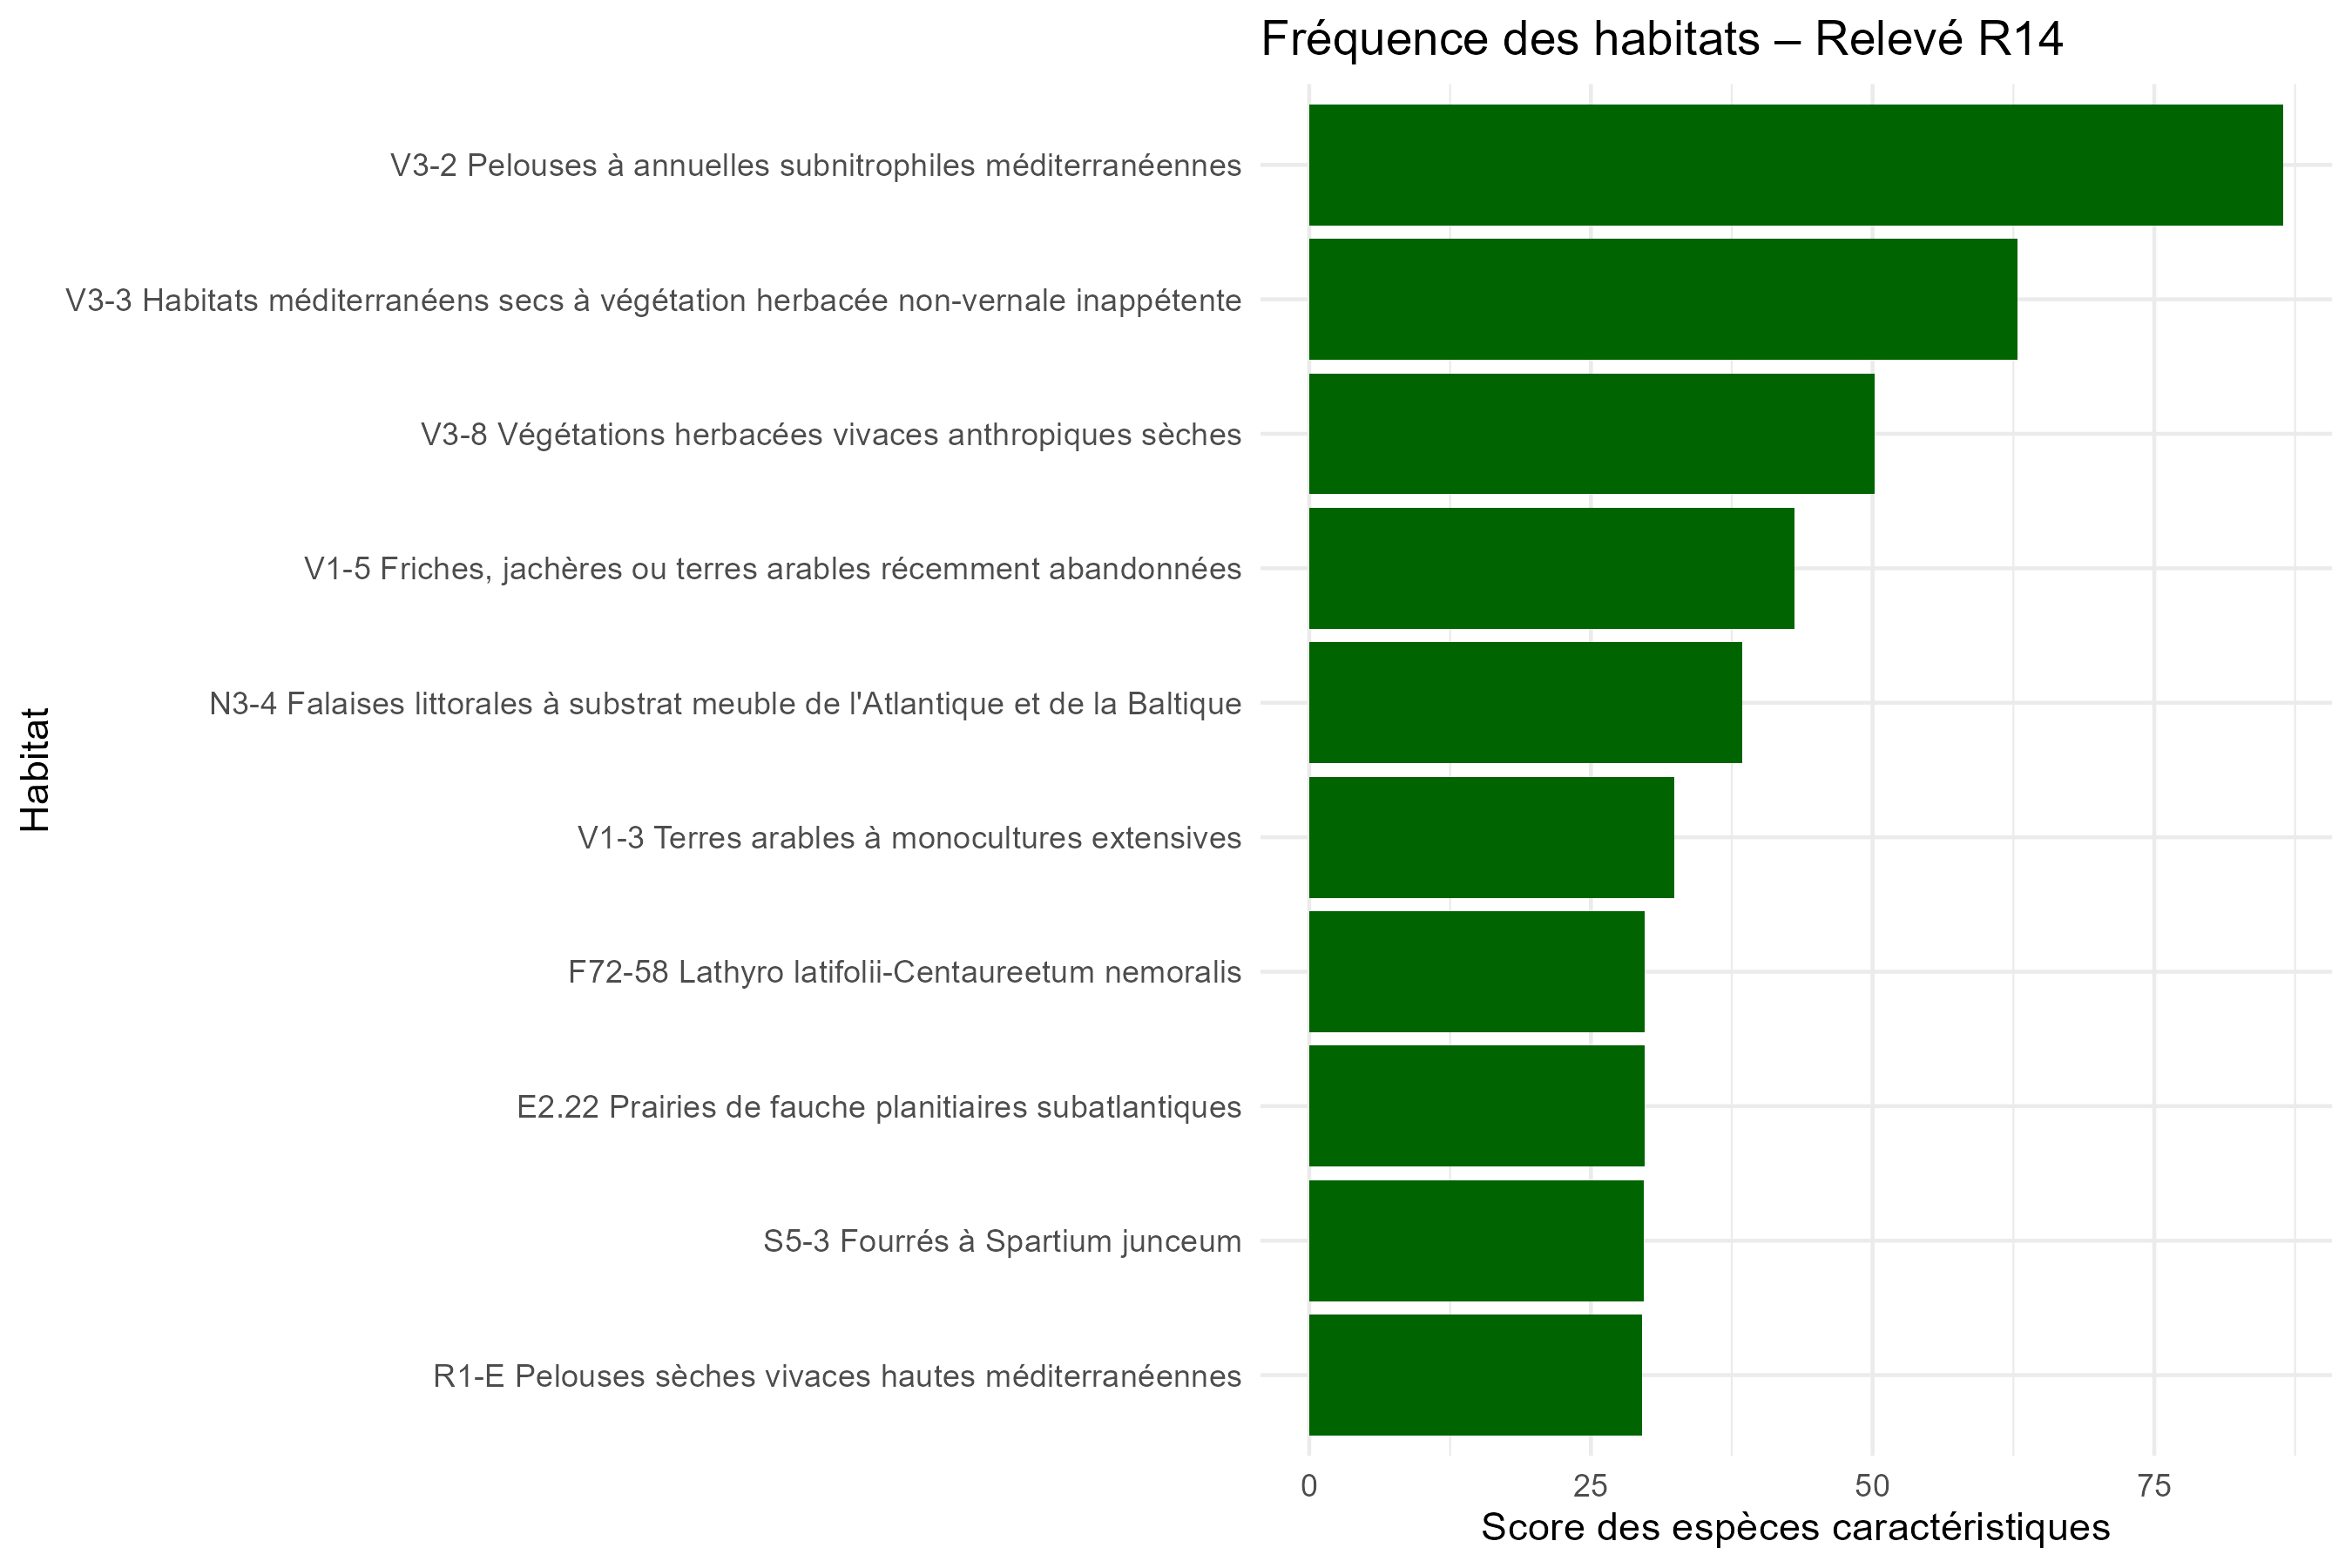 Fréquence des habitats – Relevé R14
V3-2 Pelouses à annuelles subnitrophiles méditerranéennes
V3-3 Habitats méditerranéens secs à végétation herbacée non-vernale inappétente
V3-8 Végétations herbacées vivaces anthropiques sèches
V1-5 Friches, jachères ou terres arables récemment abandonnées
N3-4 Falaises littorales à substrat meuble de l'Atlantique et de la Baltique
V1-3 Terres arables à monocultures extensives
F72-58 Lathyro latifolii-Centaureetum nemoralis
E2.22 Prairies de fauche planitiaires subatlantiques
S5-3 Fourrés à Spartium junceum
R1-E Pelouses sèches vivaces hautes méditerranéennes
Habitat
0 25 50 75
Score des espèces caractéristiques